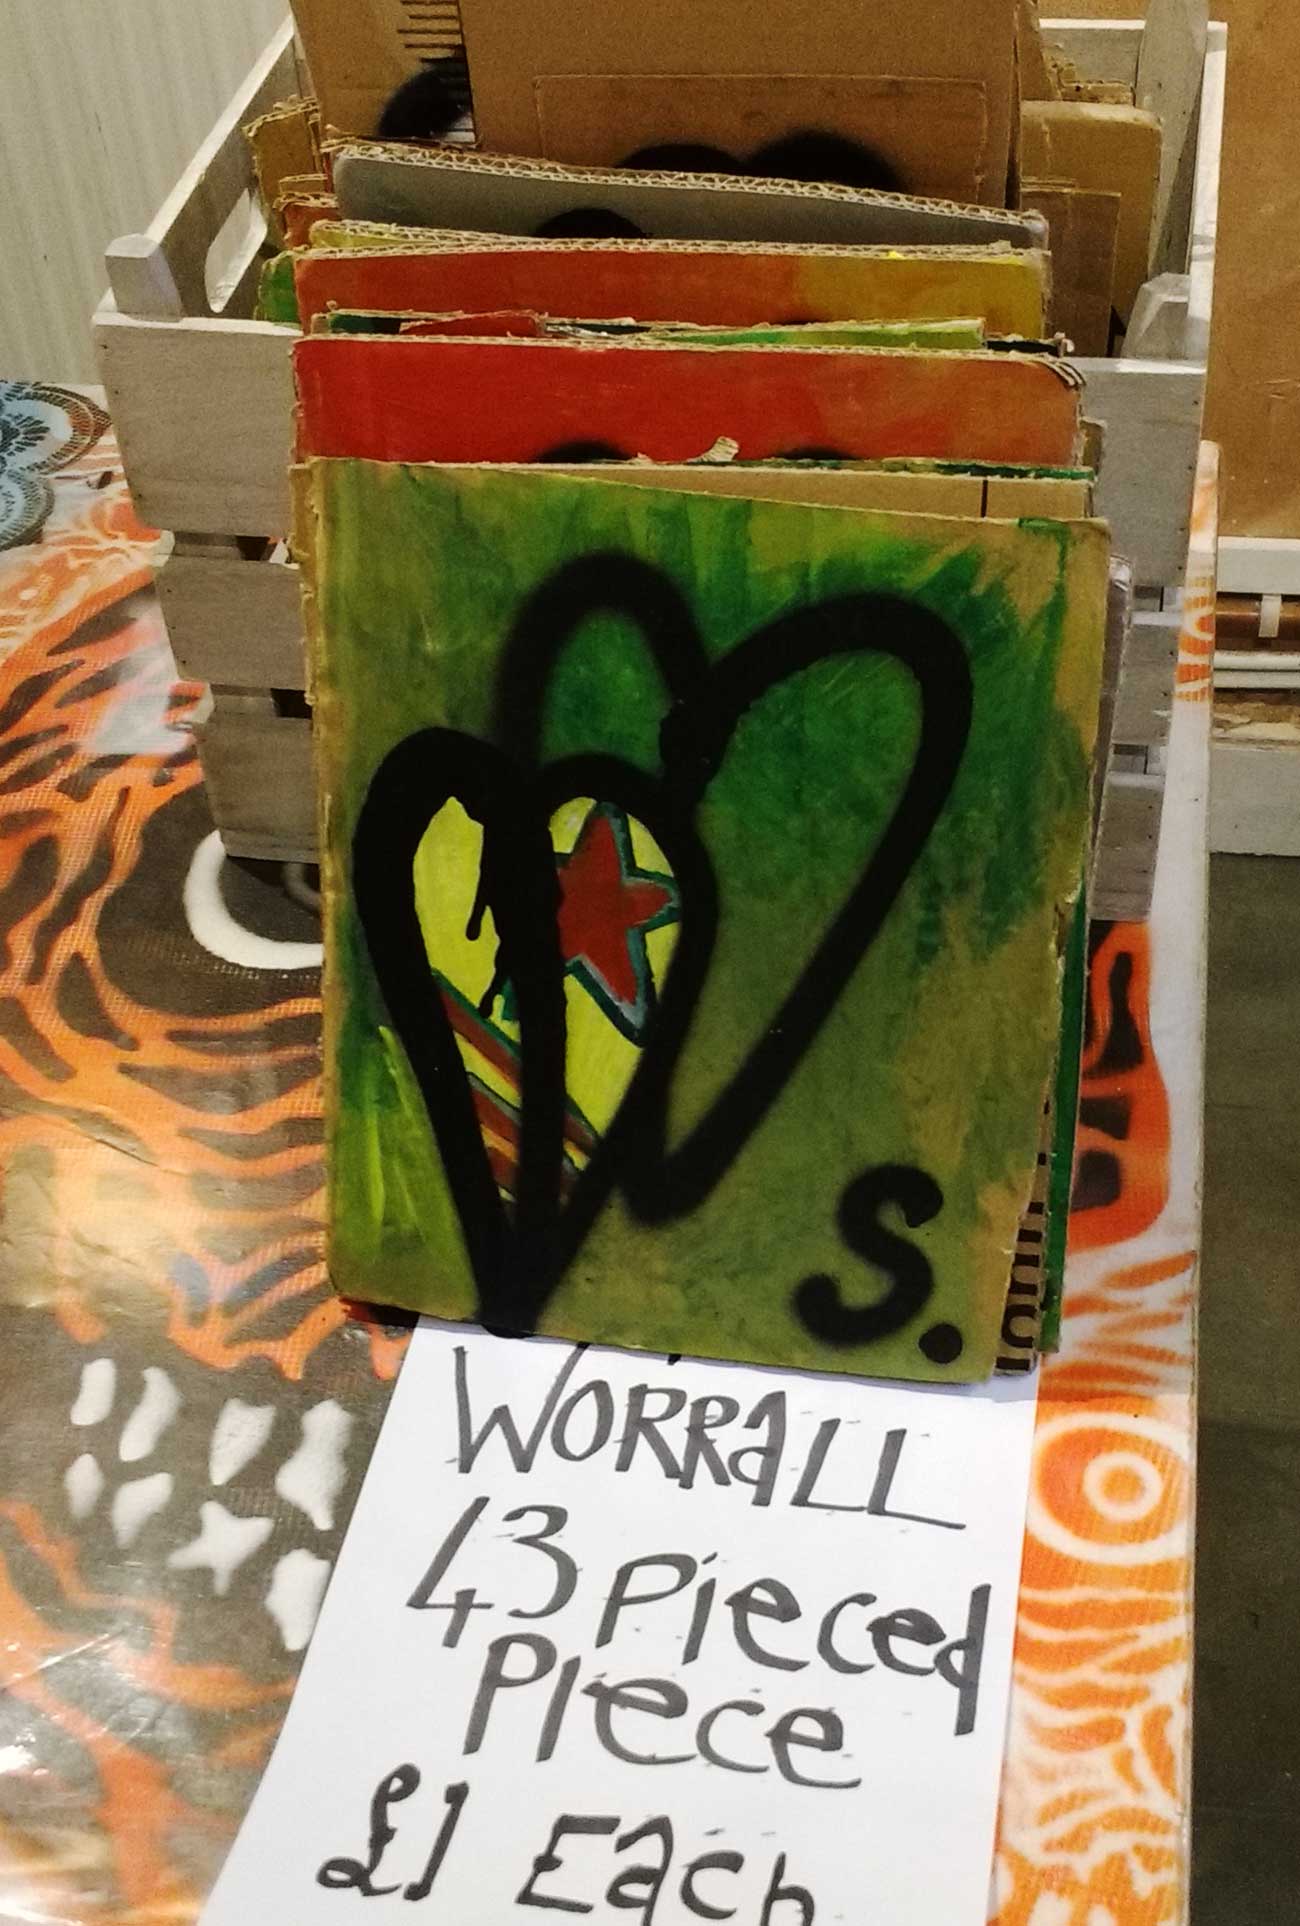 S.
WORRALL
43 PIECED
PIECE
£1 EACH